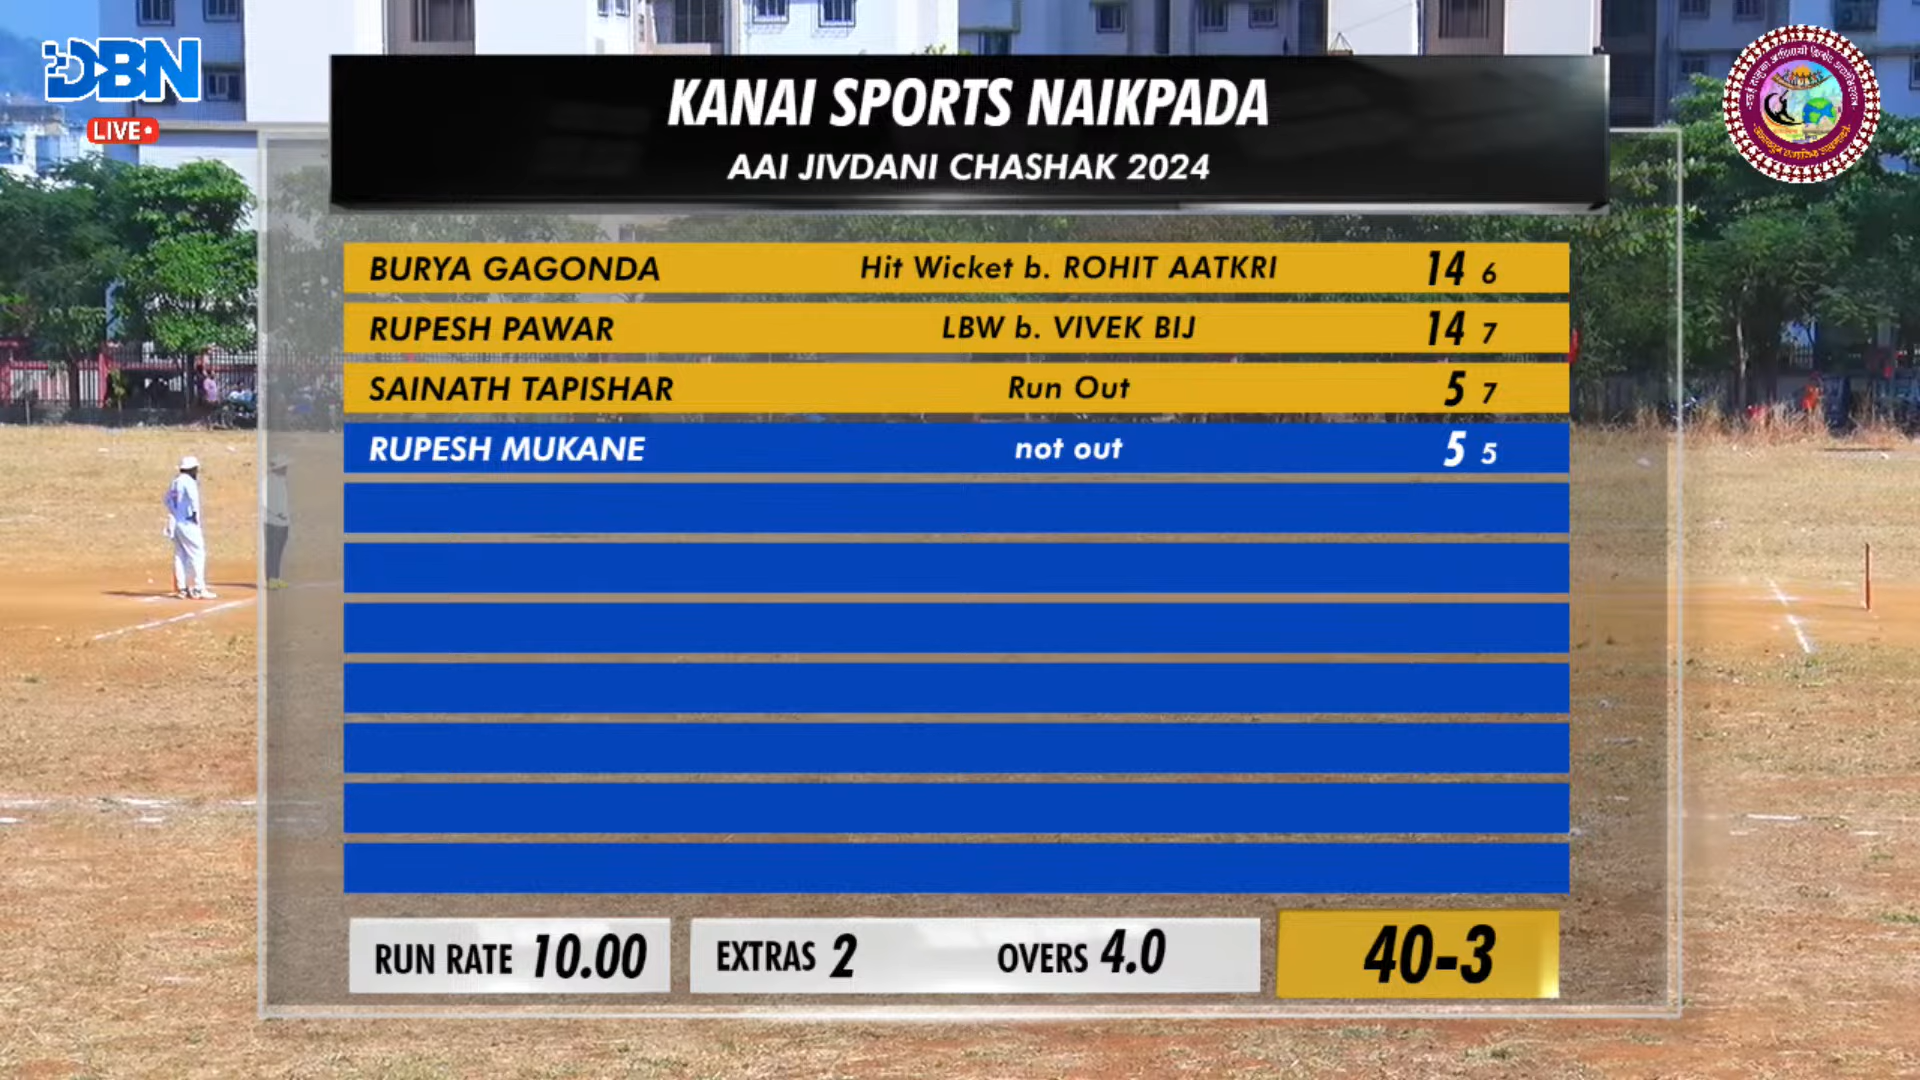 DBN
LIVE
KANAI SPORTS NAIKPADA
AAI JIVDANI CHASHAK 2024
BURYA GAGONDA Hit Wicket b. ROHIT AATKRI 14 6
RUPESH PAWAR LBW b. VIVEK BIJ 14 7
SAINATH TAPISHAR Run Out 5 7
RUPESH MUKANE not out 5 5
RUN RATE 10.00 EXTRAS 2 OVERS 4.0 40-3